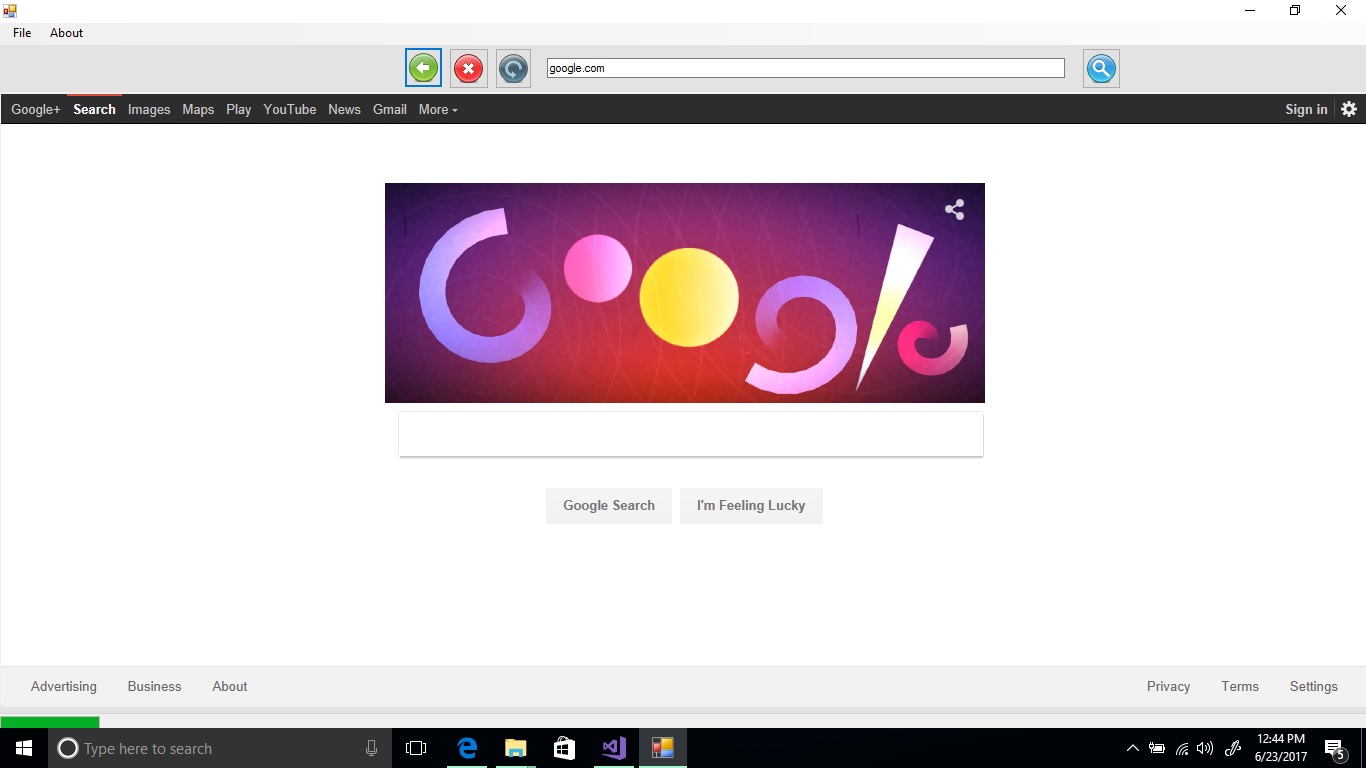 File About
google.com
Google+ Search Images Maps Play YouTube News Gmail More Sign in
Google
Google Search I'm Feeling Lucky
Advertising Business About Privacy Terms Settings
Type here to search
12:44 PM
6/23/2017
5